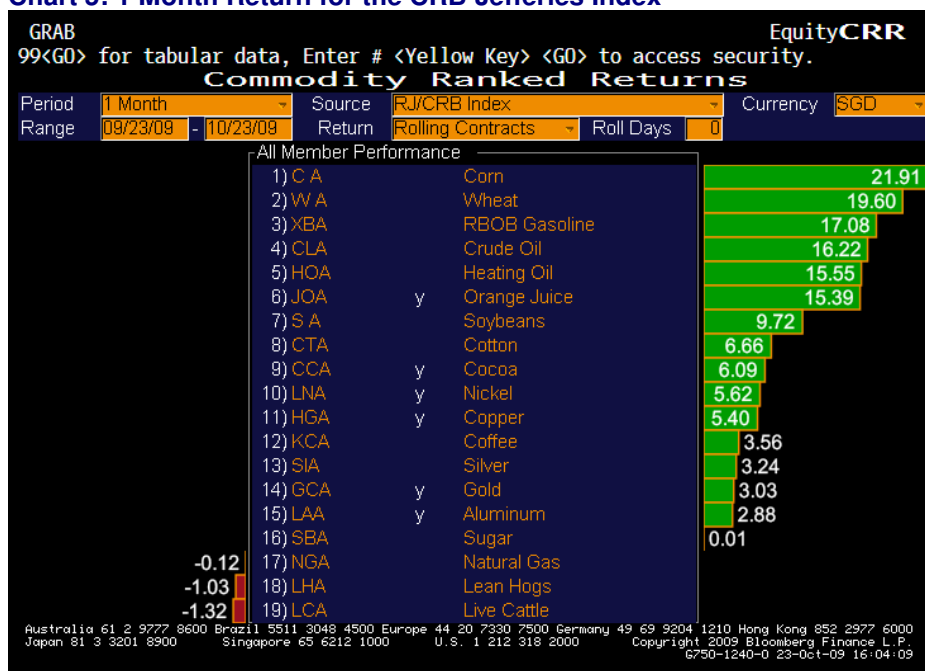 Chart 5: 1 Month Return for the CRB Jefferies Index
GRAB EquityCRR
99<GO> for tabular data, Enter # <Yellow Key> <GO> to access security.
Commodity Ranked Returns
Period 1 Month Source RJ/CRB Index Currency SGD
Range 09/23/09 - 10/23/09 Return Rolling Contracts Roll Days 0
All Member Performance
1) C A Corn 21.91
2) W A Wheat 19.60
3) XBA RBOB Gasoline 17.08
4) CLA Crude Oil 16.22
5) HOA Heating Oil 15.55
6) JOA y Orange Juice 15.39
7) S A Soybeans 9.72
8) CTA Cotton 6.66
9) CCA y Cocoa 6.09
10) LNA y Nickel 5.62
11) HGA y Copper 5.40
12) KCA Coffee 3.56
13) SIA Silver 3.24
14) GCA y Gold 3.03
15) LAA y Aluminum 2.88
16) SBA Sugar 0.01
-0.12 17) NGA Natural Gas
-1.03 18) LHA Lean Hogs
-1.32 19) LCA Live Cattle
Australia 61 2 9777 8600 Brazil 5511 3048 4500 Europe 44 20 7330 7500 Germany 49 69 9204 1210 Hong Kong 852 2977 6000
Japan 81 3 3201 8900 Singapore 65 6212 1000 U.S. 1 212 318 2000 Copyright 2009 Bloomberg Finance L.P.
G750-1240-0 23-Oct-09 16:04:09